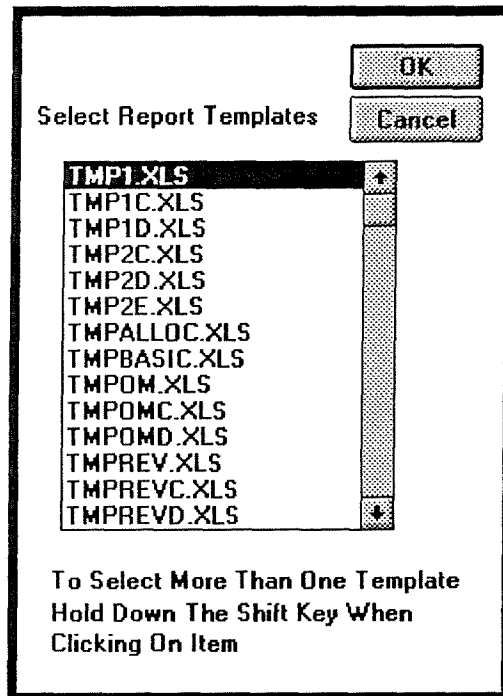 OK
Select Report Templates
Cancel
TMP1.XLS
TMP1C.XLS
TMP1D.XLS
TMP2C.XLS
TMP2D.XLS
TMP2E.XLS
TMPALLOC.XLS
TMPBASIC.XLS
TMPOM.XLS
TMPOMC.XLS
TMPOMD.XLS
TMPREV.XLS
TMPREVC.XLS
TMPREVD.XLS
To Select More Than One Template
Hold Down The Shift Key When
Clicking On Item